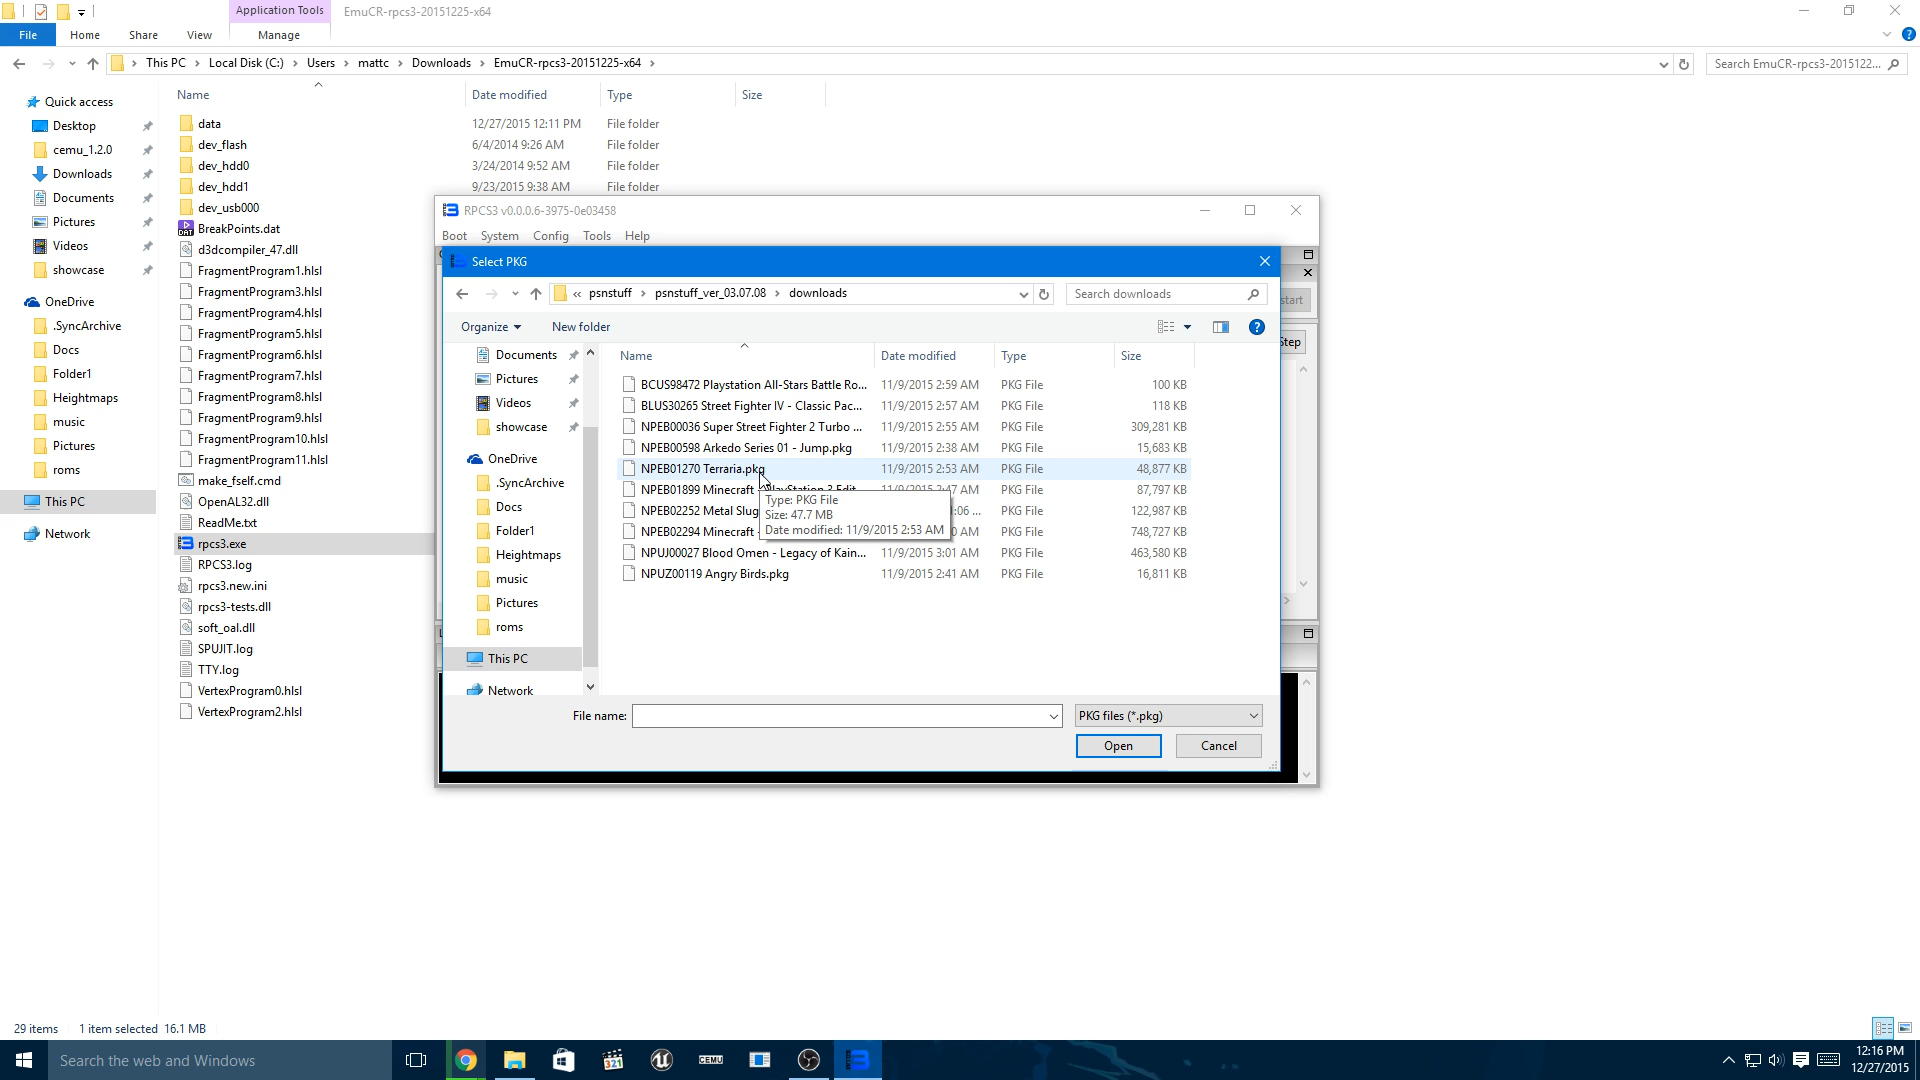 Application Tools
EmuCR-rpcs3-20151225-x64
File
Home
Share
View
Manage
This PC
Local Disk (C:)
Users
mattc
Downloads
EmuCR-rpcs3-20151225-x64
Search EmuCR-rpcs3-2015122...
Name
Date modified
Type
Size
Quick access
Desktop
cemu_1.2.0
Downloads
Documents
Pictures
Videos
showcase
OneDrive
.SyncArchive
Docs
Folder1
Heightmaps
music
Pictures
roms
This PC
Network
data 12/27/2015 12:11 PM File folder
dev_flash 6/4/2014 9:26 AM File folder
dev_hdd0 3/24/2014 9:52 AM File folder
dev_hdd1 9/23/2015 9:38 AM File folder
dev_usb000
BreakPoints.dat
d3dcompiler_47.dll
FragmentProgram1.hlsl
FragmentProgram3.hlsl
FragmentProgram4.hlsl
FragmentProgram5.hlsl
FragmentProgram6.hlsl
FragmentProgram7.hlsl
FragmentProgram8.hlsl
FragmentProgram9.hlsl
FragmentProgram10.hlsl
FragmentProgram11.hlsl
make_fself.cmd
OpenAL32.dll
ReadMe.txt
rpcs3.exe
RPCS3.log
rpcs3.new.ini
rpcs3-tests.dll
soft_oal.dll
SPUJIT.log
TTY.log
VertexProgram0.hlsl
VertexProgram2.hlsl
RPCS3 v0.0.0.6-3975-0e03458
Boot System Config Tools Help
Select PKG
« psnstuff
psnstuff_ver_03.07.08
downloads
Search downloads
Organize
New folder
Documents
Pictures
Videos
showcase
OneDrive
.SyncArchive
Docs
Folder1
Heightmaps
music
Pictures
roms
This PC
Network
Name
Date modified
Type
Size
BCUS98472 Playstation All-Stars Battle Ro... 11/9/2015 2:59 AM PKG File 100 KB
BLUS30265 Street Fighter IV - Classic Pac... 11/9/2015 2:57 AM PKG File 118 KB
NPEB00036 Super Street Fighter 2 Turbo ... 11/9/2015 2:55 AM PKG File 309,281 KB
NPEB00598 Arkedo Series 01 - Jump.pkg 11/9/2015 2:38 AM PKG File 15,683 KB
NPEB01270 Terraria.pkg 11/9/2015 2:53 AM PKG File 48,877 KB
NPEB01899 Minecraft PKG File 87,797 KB
NPEB02252 Metal Slug :06 ... PKG File 122,987 KB
NPEB02294 Minecraft 0 AM PKG File 748,727 KB
NPUJ00027 Blood Omen - Legacy of Kain... 11/9/2015 3:01 AM PKG File 463,580 KB
NPUZ00119 Angry Birds.pkg 11/9/2015 2:41 AM PKG File 16,811 KB
Type: PKG File
Size: 47.7 MB
Date modified: 11/9/2015 2:53 AM
File name:
PKG files (*.pkg)
Open
Cancel
start
Step
29 items
1 item selected 16.1 MB
Search the web and Windows
321
CEMU
12:16 PM
12/27/2015